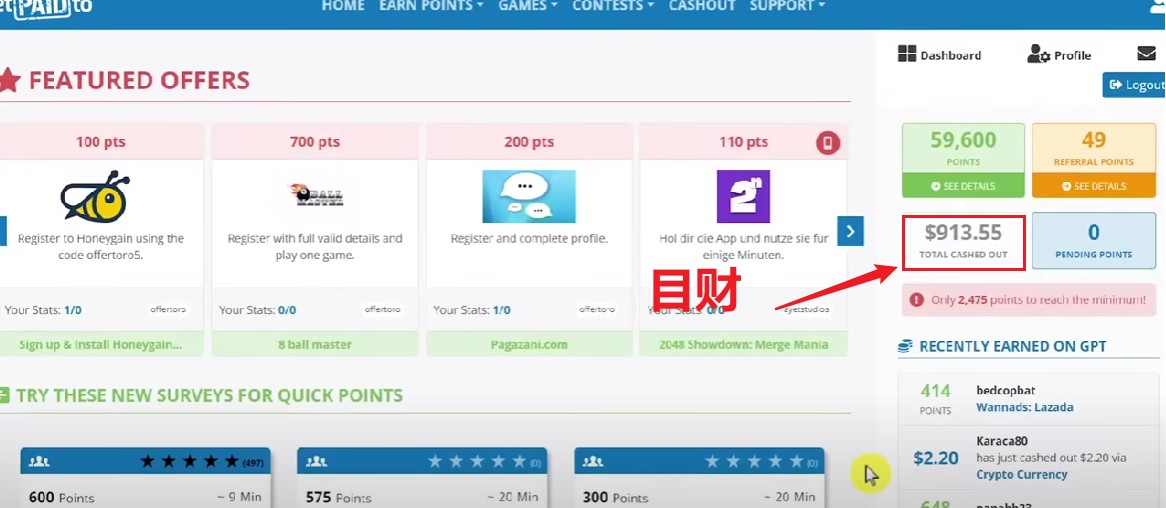 et PAID to
HOME EARN POINTS GAMES CONTESTS CASHOUT SUPPORT
Dashboard Profile
Logout
FEATURED OFFERS
100 pts 700 pts 200 pts 110 pts
59,600
POINTS
SEE DETAILS
49
REFERRAL POINTS
SEE DETAILS
BALL
MASTER
2
Register to Honeygain using the
code offertoro5.
Register with full valid details and
play one game.
Register and complete profile.
Hol dir die App und nutze sie für
einige Minuten.
$913.55
TOTAL CASHED OUT
0
PENDING POINTS
目财
Your Stats: 1/0 offertoro
Your Stats: 0/0 offertoro
Your Stats: 1/0 offertoro
Your Stats: 0/0 ayetstudios
Only 2,475 points to reach the minimum!
Sign up & Install Honeygain...
8 ball master
Pagazani.com
2048 Showdown: Merge Mania
RECENTLY EARNED ON GPT
TRY THESE NEW SURVEYS FOR QUICK POINTS
414
POINTS
bedcophat
Wannads: Lazada
$2.20
Karaca80
has just cashed out $2.20 via
Crypto Currency
(497)
(0)
(0)
600 Points ~ 9 Min
575 Points ~ 20 Min
300 Points ~ 20 Min